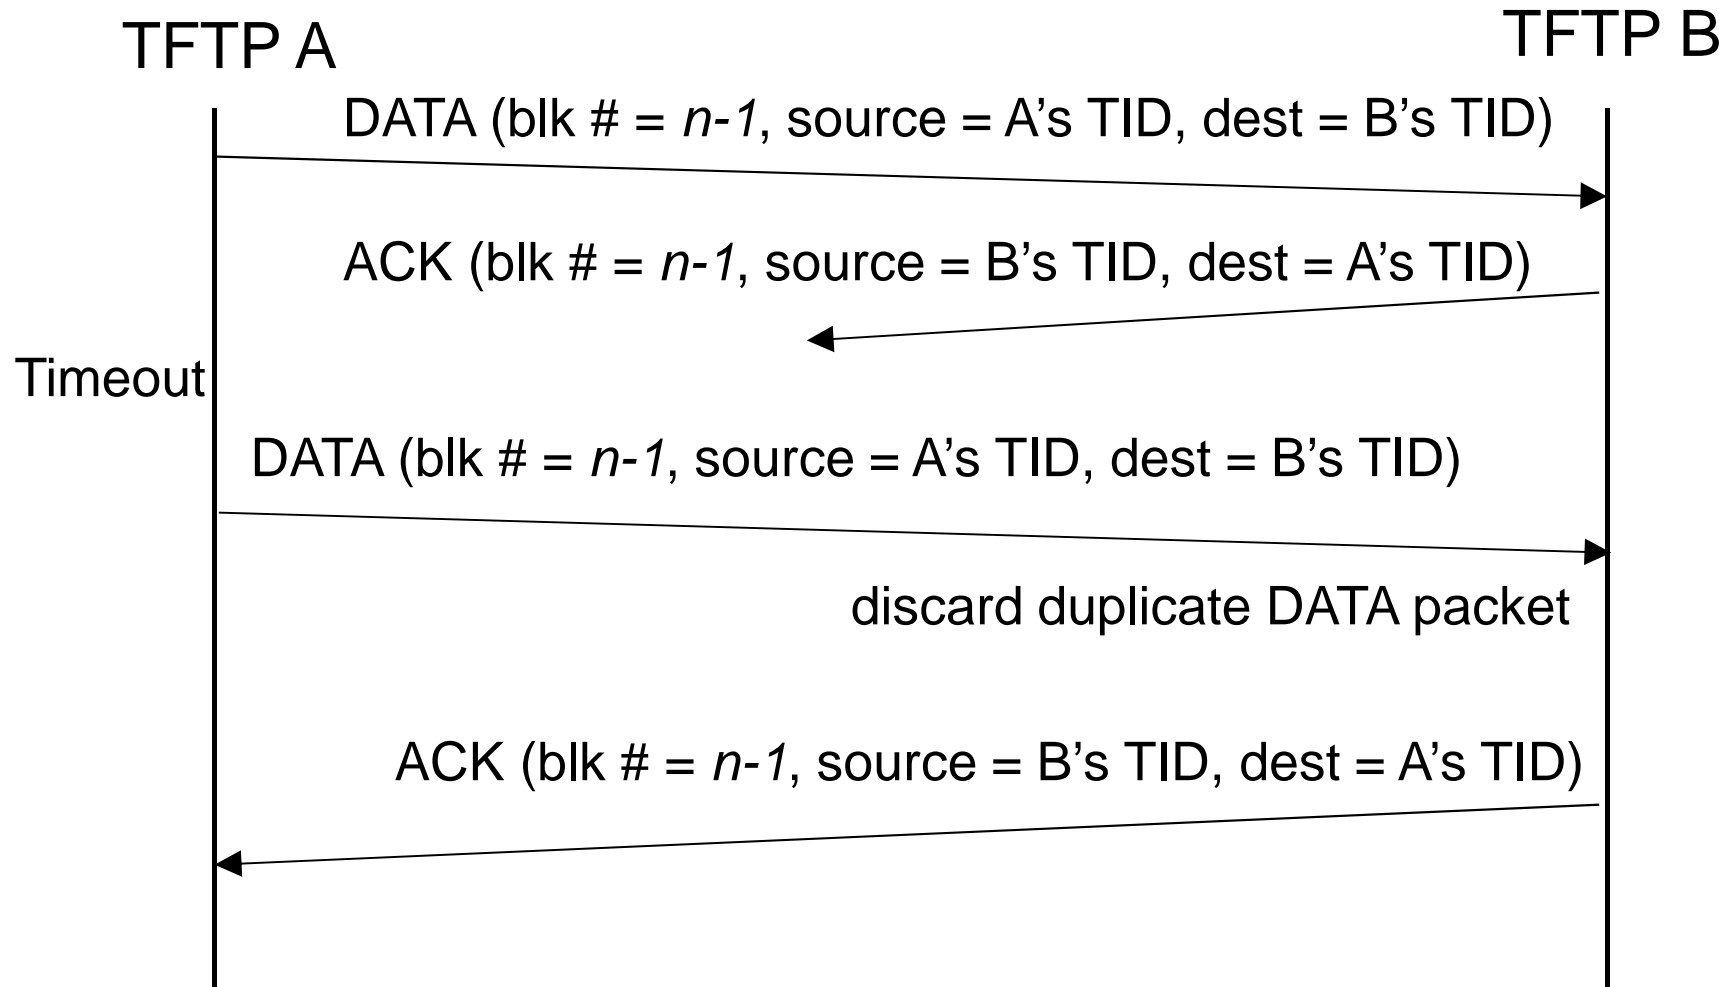 TFTP A
TFTP B
DATA (blk # = n-1, source = A’s TID, dest = B’s TID)
ACK (blk # = n-1, source = B’s TID, dest = A’s TID)
Timeout
DATA (blk # = n-1, source = A’s TID, dest = B’s TID)
discard duplicate DATA packet
ACK (blk # = n-1, source = B’s TID, dest = A’s TID)